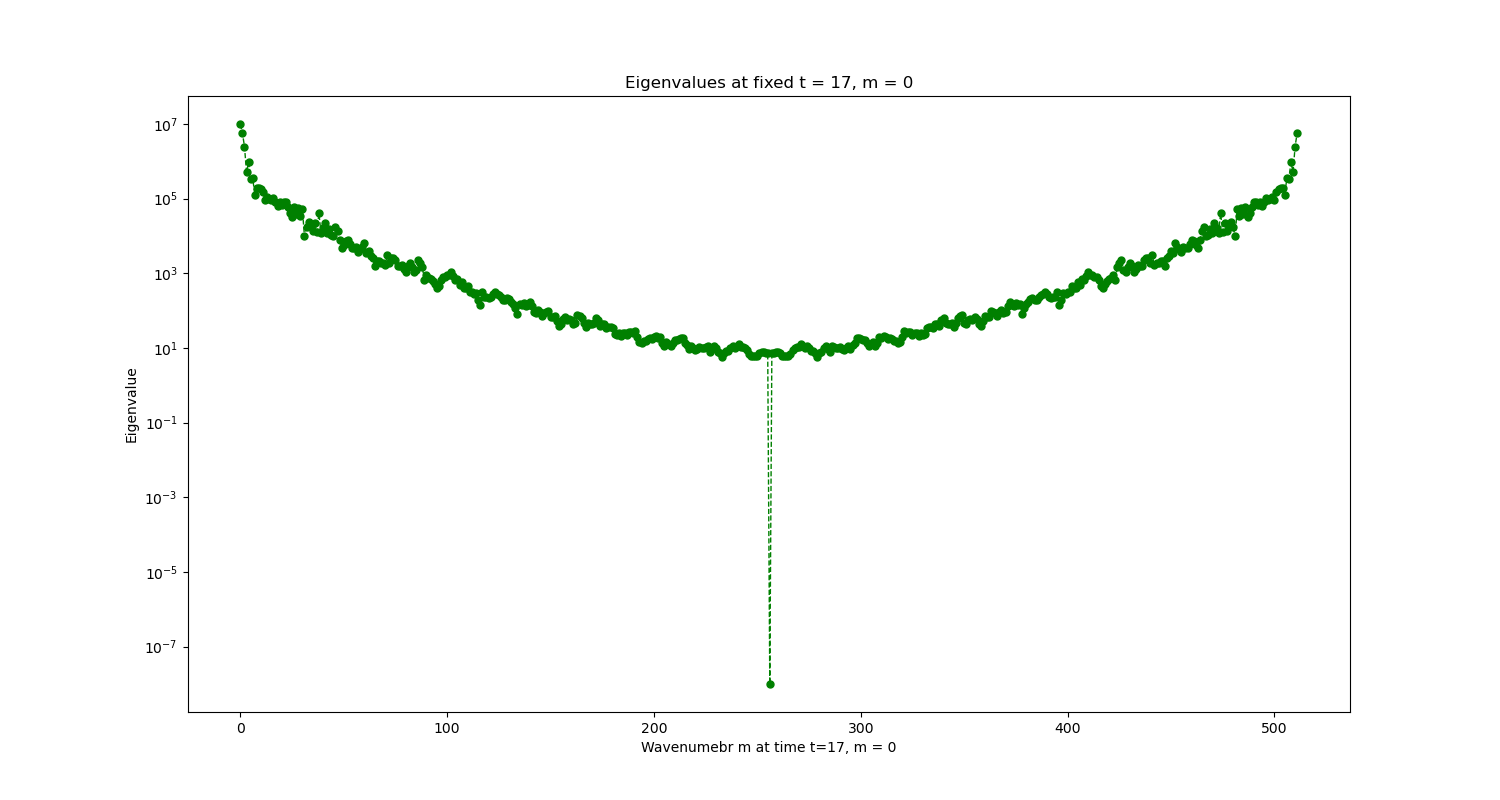 Eigenvalues at fixed t = 17, m = 0
10^7
10^5
10^3
10^1
10^-1
10^-3
10^-5
10^-7
Eigenvalue
0 100 200 300 400 500
Wavenumebr m at time t=17, m = 0